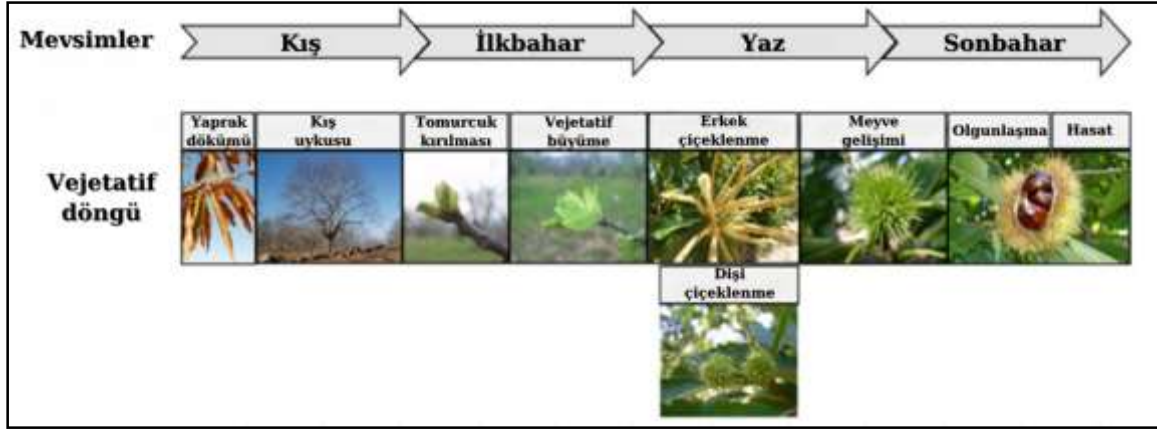 Mevsimler
Kış
İlkbahar
Yaz
Sonbahar
Yaprak
dökümü
Kış
uykusu
Tomurcuk
kırılması
Vejetatif
büyüme
Erkek
çiçeklenme
Meyve
gelişimi
Olgunlaşma
Hasat
Vejetatif
döngü
Dişi
çiçeklenme